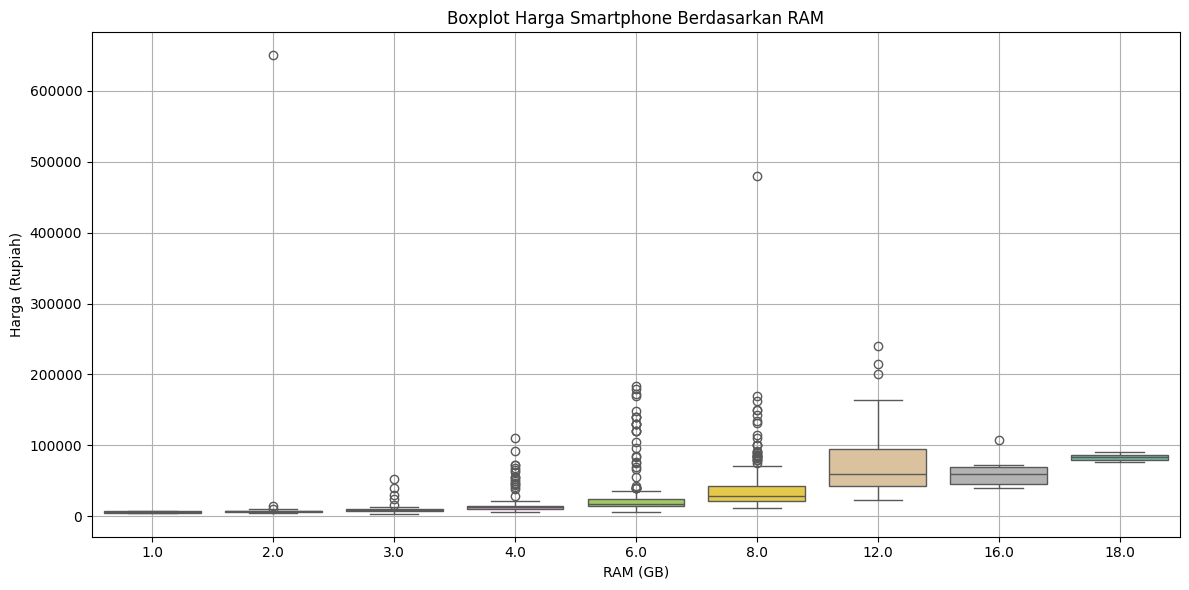 Boxplot Harga Smartphone Berdasarkan RAM
Harga (Rupiah)
600000
500000
400000
300000
200000
100000
0
1.0 2.0 3.0 4.0 6.0 8.0 12.0 16.0 18.0
RAM (GB)